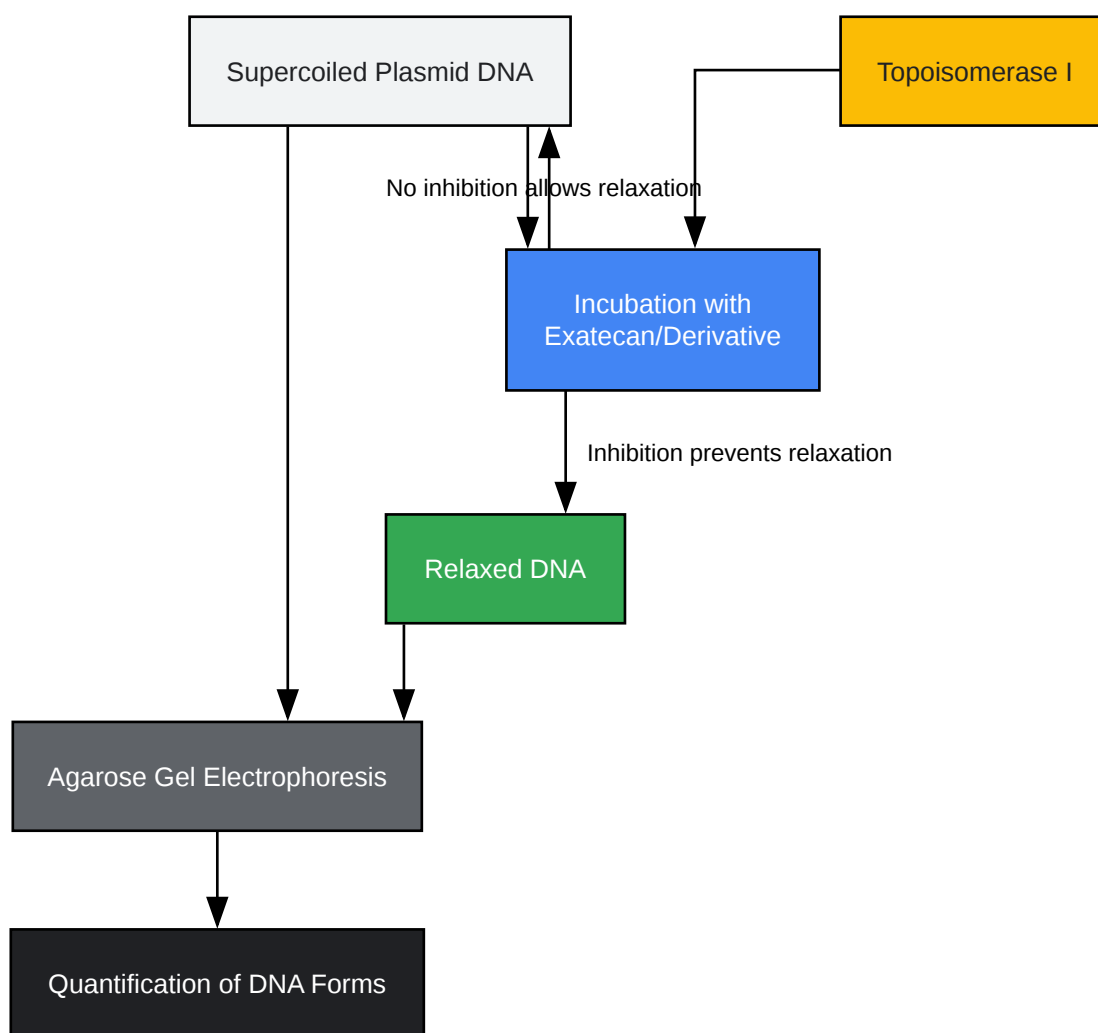 Supercoiled Plasmid DNA
Topoisomerase I
No inhibition allows relaxation
Incubation with
Exatecan/Derivative
Inhibition prevents relaxation
Relaxed DNA
Agarose Gel Electrophoresis
Quantification of DNA Forms